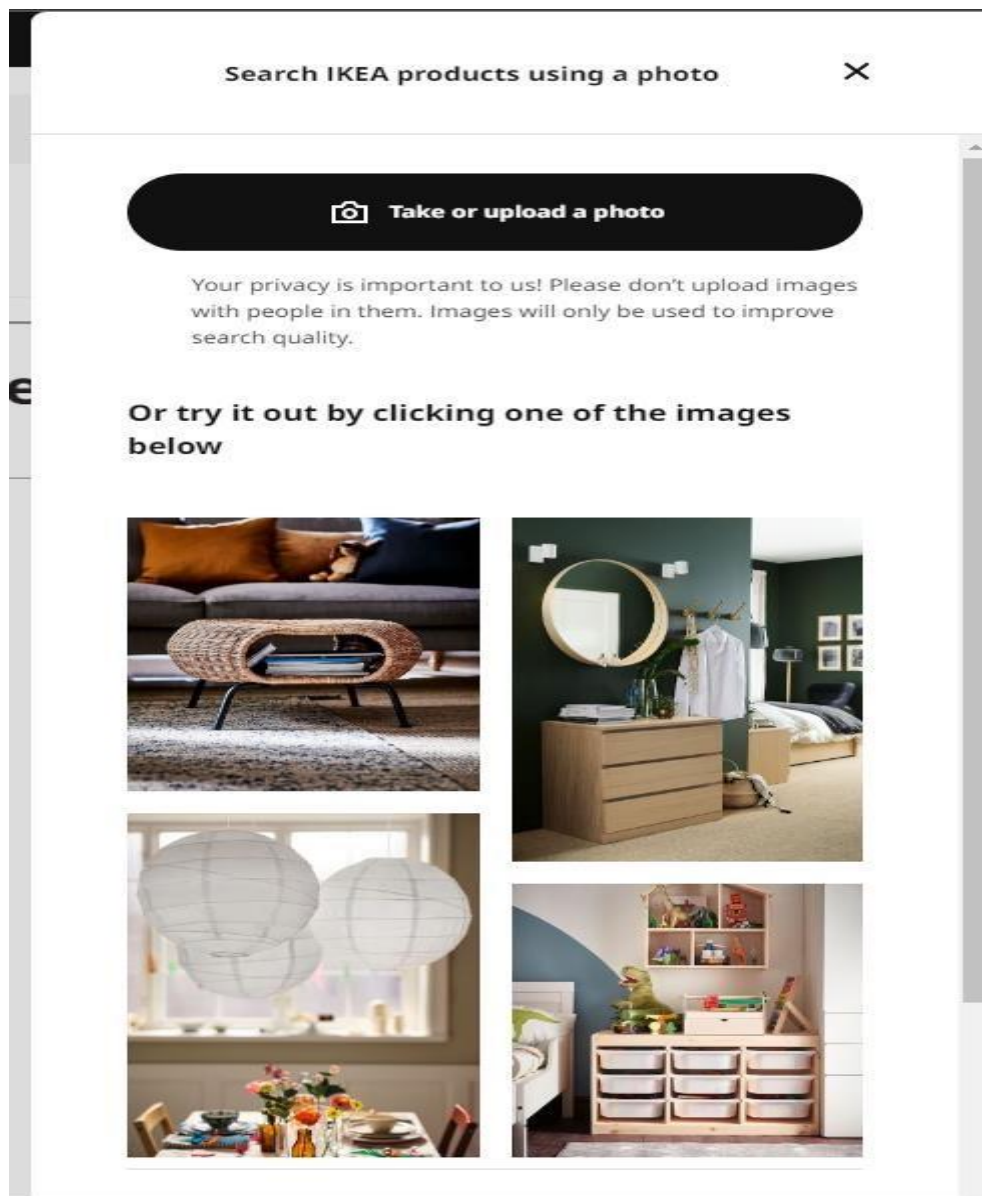 Search IKEA products using a photo
Take or upload a photo
Your privacy is important to us! Please don’t upload images
with people in them. Images will only be used to improve
search quality.
Or try it out by clicking one of the images
below